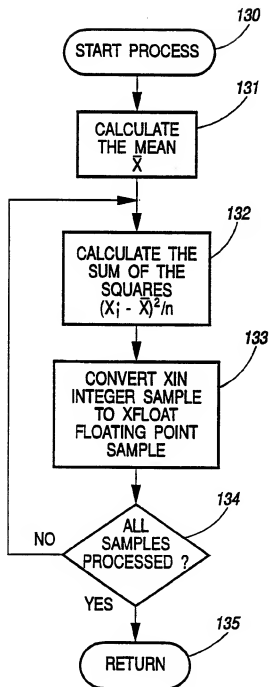 130
START PROCESS
131
CALCULATE
THE MEAN
X̅
132
CALCULATE THE
SUM OF THE
SQUARES
(Xi - X̅)²/n
133
CONVERT XIN
INTEGER SAMPLE
TO XFLOAT
FLOATING POINT
SAMPLE
134
ALL
SAMPLES
PROCESSED ?
NO
YES
135
RETURN